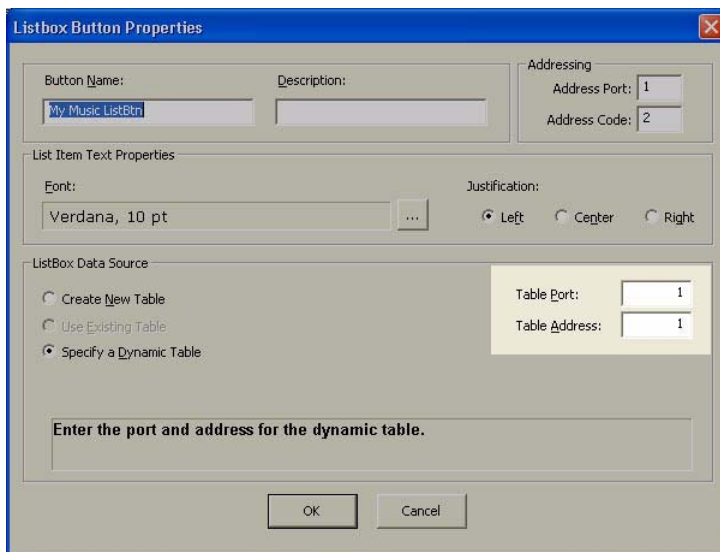 Listbox Button Properties
Button Name:
My Music ListBtn
Description:
Addressing
Address Port: 1
Address Code: 2
List Item Text Properties
Font:
Verdana, 10 pt
...
Justification:
Left Center Right
ListBox Data Source
Create New Table
Use Existing Table
Specify a Dynamic Table
Table Port: 1
Table Address: 1
Enter the port and address for the dynamic table.
OK Cancel